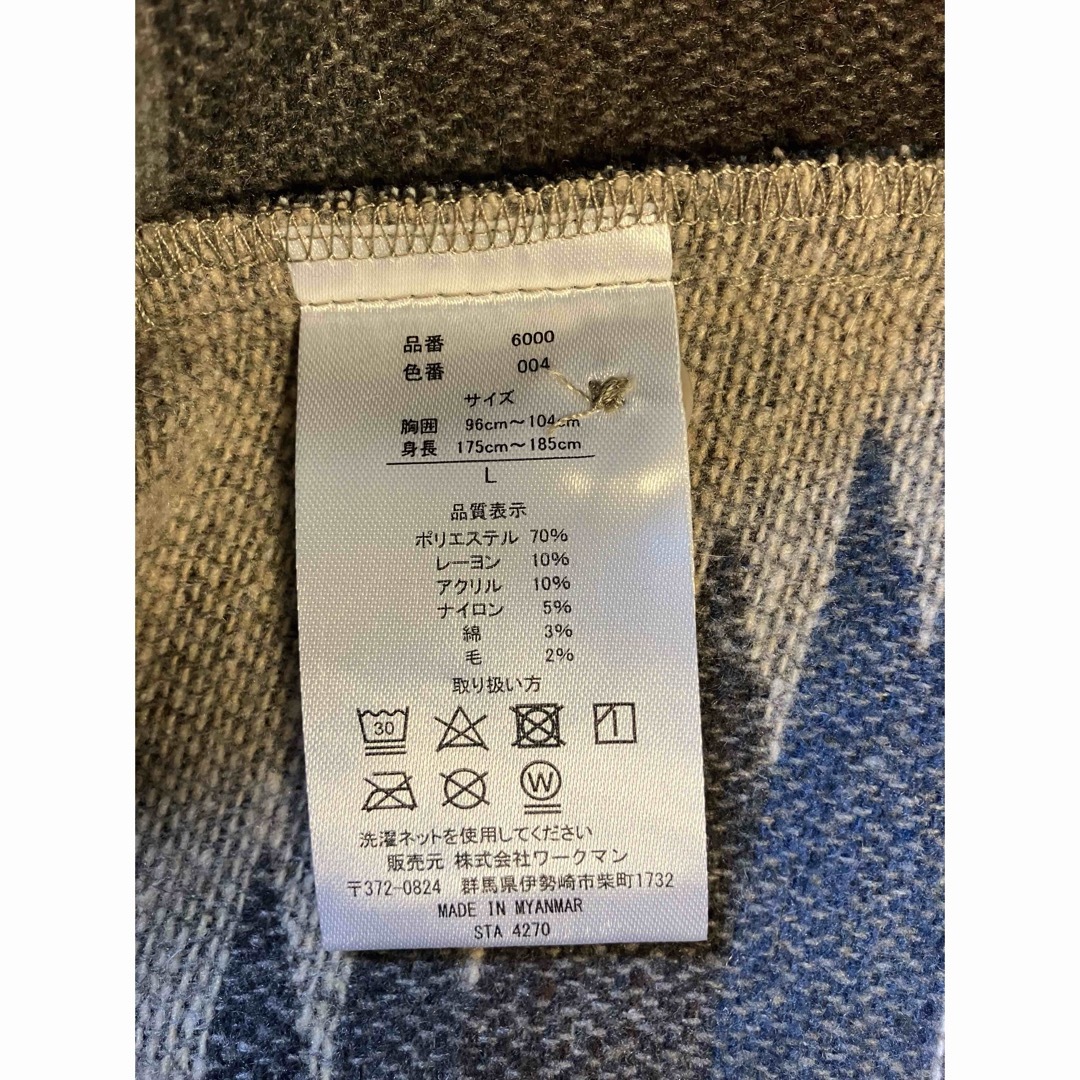 品番 6000
色番 004
サイズ
胸囲 96cm～104cm
身長 175cm～185cm
L
品質表示
ポリエステル 70%
レーヨン 10%
アクリル 10%
ナイロン 5%
綿 3%
毛 2%
取り扱い方
30
W
洗濯ネットを使用してください
販売元 株式会社ワークマン
〒372-0824 群馬県伊勢崎市柴町1732
MADE IN MYANMAR
STA 4270